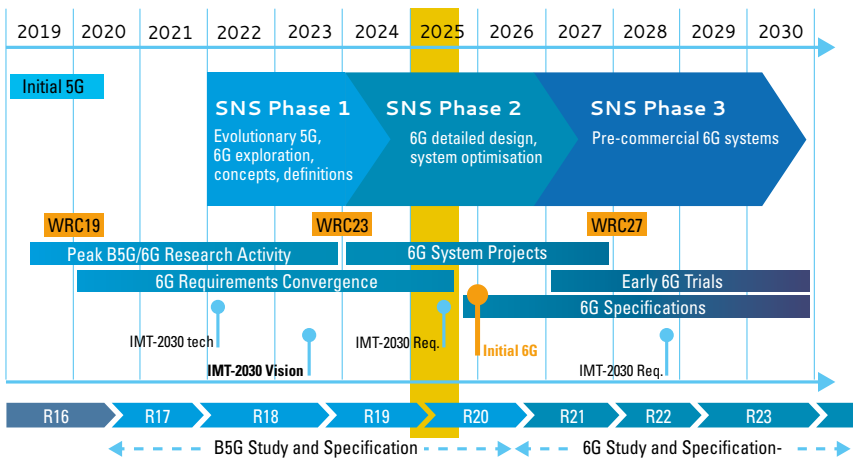 2019 2020 2021 2022 2023 2024 2025 2026 2027 2028 2029 2030
Initial 5G
SNS Phase 1
Evolutionary 5G,
6G exploration,
concepts, definitions
SNS Phase 2
6G detailed design,
system optimisation
SNS Phase 3
Pre-commercial 6G systems
WRC19
WRC23
WRC27
Peak B5G/6G Research Activity
6G System Projects
6G Requirements Convergence
Early 6G Trials
6G Specifications
IMT-2030 tech
IMT-2030 Vision
IMT-2030 Req.
Initial 6G
IMT-2030 Req.
R16 R17 R18 R19 R20 R21 R22 R23
B5G Study and Specification
6G Study and Specification-